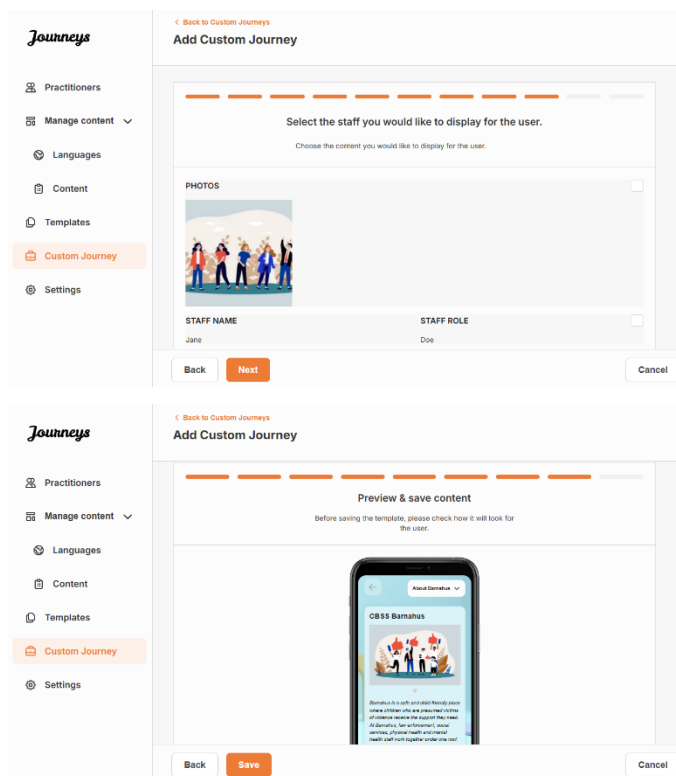 < Back to Custom Journeys
Journeys
Add Custom Journey
Practitioners
Manage content
Languages
Content
Templates
Custom Journey
Settings
Select the staff you would like to display for the user.
Choose the content you would like to display for the user.
PHOTOS
STAFF NAME STAFF ROLE
Jane Doe
Back Next Cancel
< Back to Custom Journeys
Journeys
Add Custom Journey
Practitioners
Manage content
Languages
Content
Templates
Custom Journey
Settings
Preview & save content
Before saving the template, please check how it will look for
the user.
About Barnahus
CBSS Barnahus
Barnahus is a safe and child friendly place
where children who are presumed victims
of violence receive the support they need.
At Barnahus, law enforcement, social
services, physical health and mental
health staff work together under one roof
Back Save Cancel